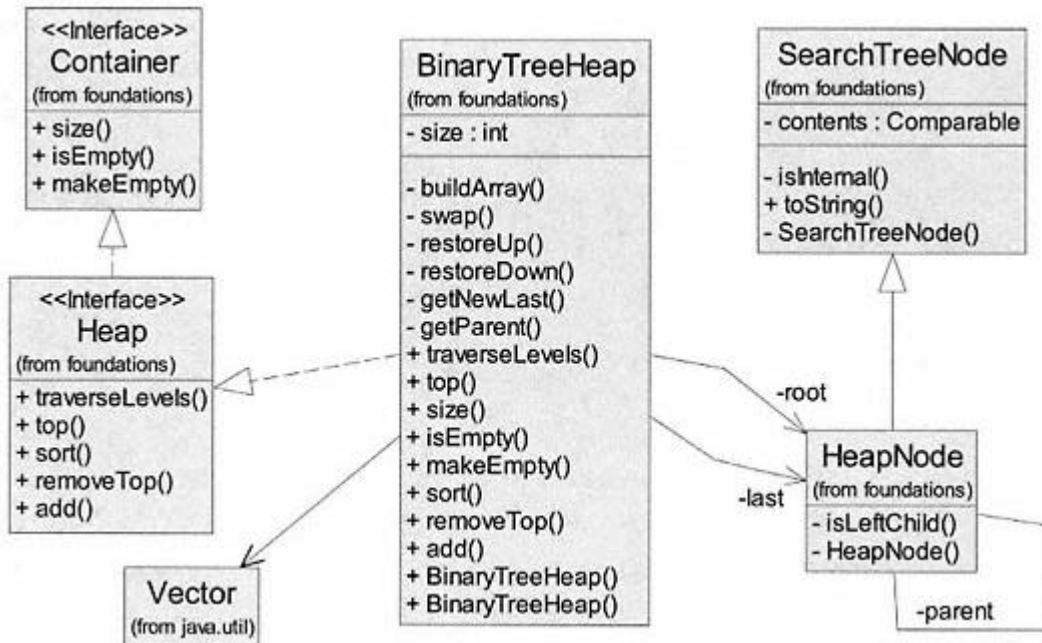 <<Interface>>
Container
(from foundations)
+ size()
+ isEmpty()
+ makeEmpty()
<<Interface>>
Heap
(from foundations)
+ traverseLevels()
+ top()
+ sort()
+ removeTop()
+ add()
Vector
(from java.util)
BinaryTreeHeap
(from foundations)
- size : int
- buildArray()
- swap()
- restoreUp()
- restoreDown()
- getNewLast()
- getParent()
+ traverseLevels()
+ top()
+ size()
+ isEmpty()
+ makeEmpty()
+ sort()
+ removeTop()
+ add()
+ BinaryTreeHeap()
+ BinaryTreeHeap()
SearchTreeNode
(from foundations)
- contents : Comparable
- isInternal()
+ toString()
- SearchTreeNode()
-root
-last
HeapNode
(from foundations)
- isLeftChild()
- HeapNode()
-parent